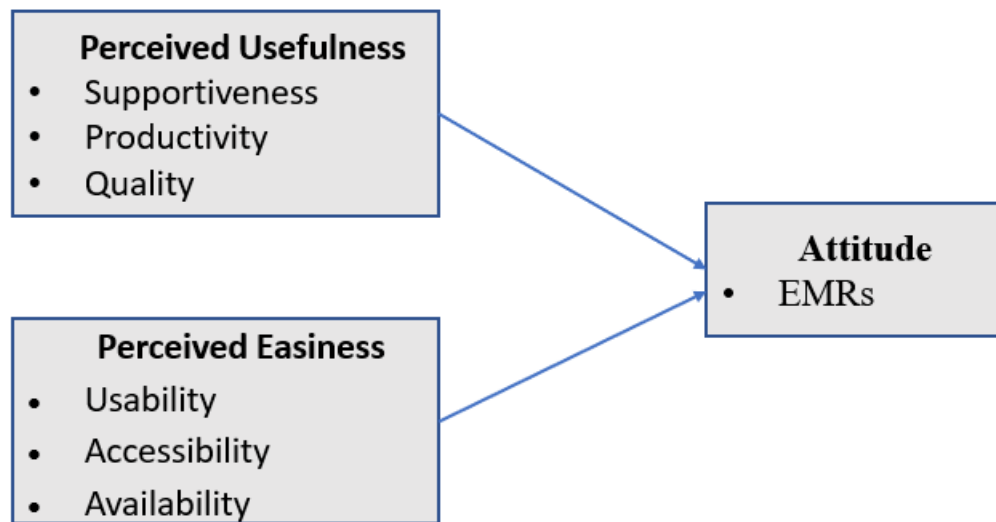 Perceived Usefulness
• Supportiveness
• Productivity
• Quality
Attitude
• EMRs
Perceived Easiness
• Usability
• Accessibility
• Availability